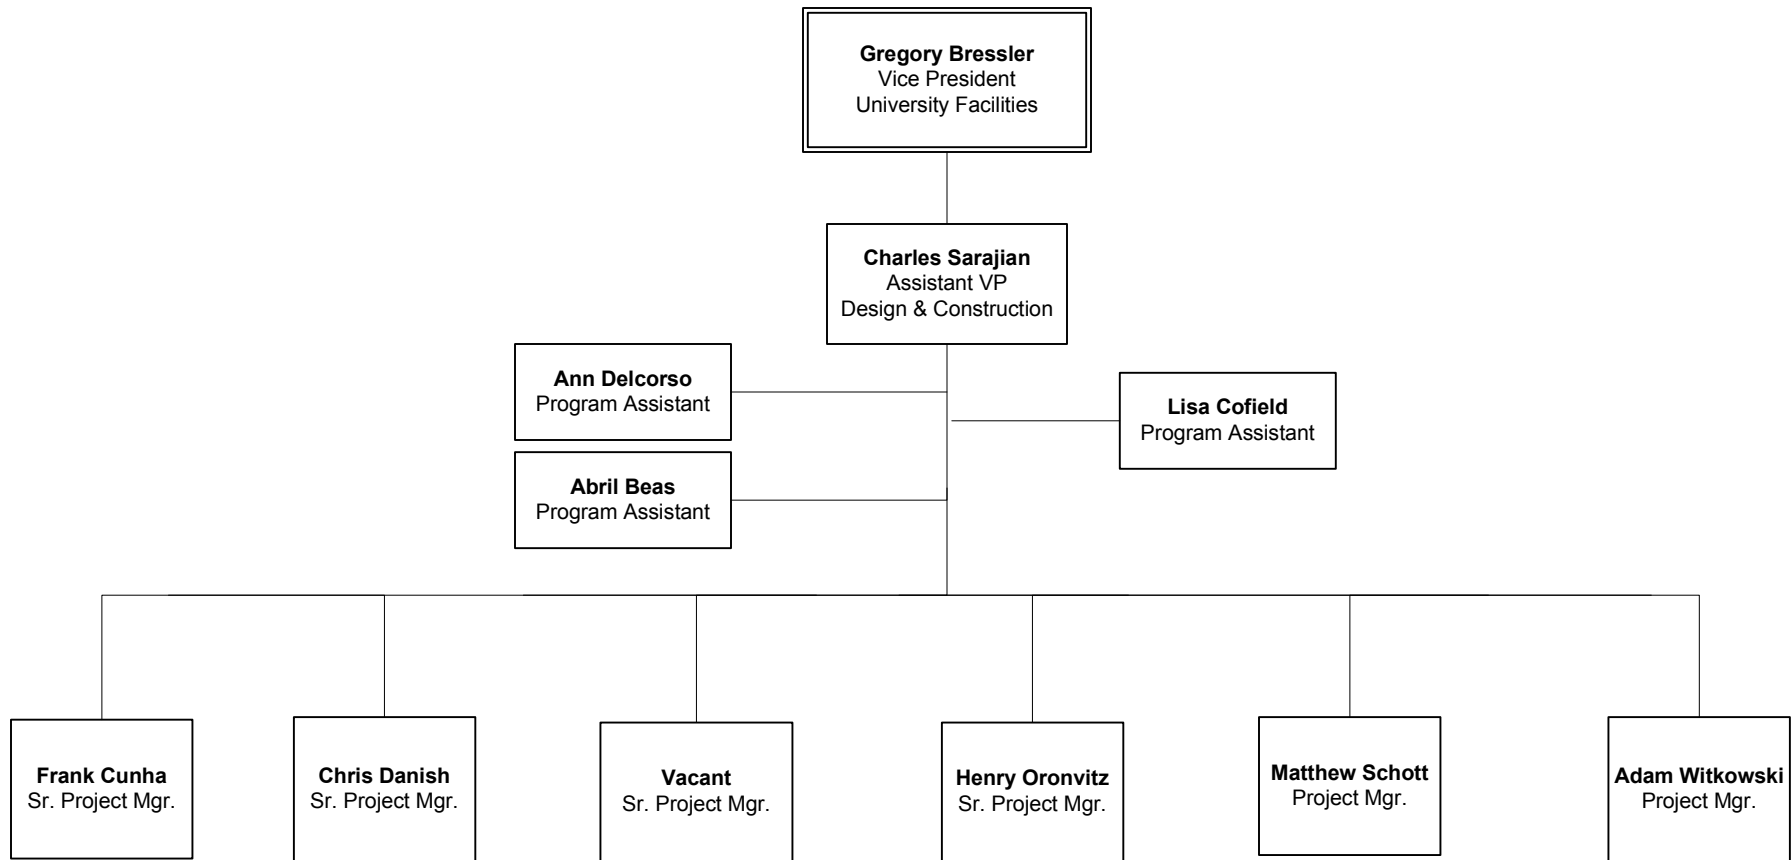 Gregory Bressler
Vice President
University Facilities
Charles Sarajian
Assistant VP
Design & Construction
Ann Delcorso
Program Assistant
Lisa Cofield
Program Assistant
Abril Beas
Program Assistant
Frank Cunha
Sr. Project Mgr.
Chris Danish
Sr. Project Mgr.
Vacant
Sr. Project Mgr.
Henry Oronvitz
Sr. Project Mgr.
Matthew Schott
Project Mgr.
Adam Witkowski
Project Mgr.